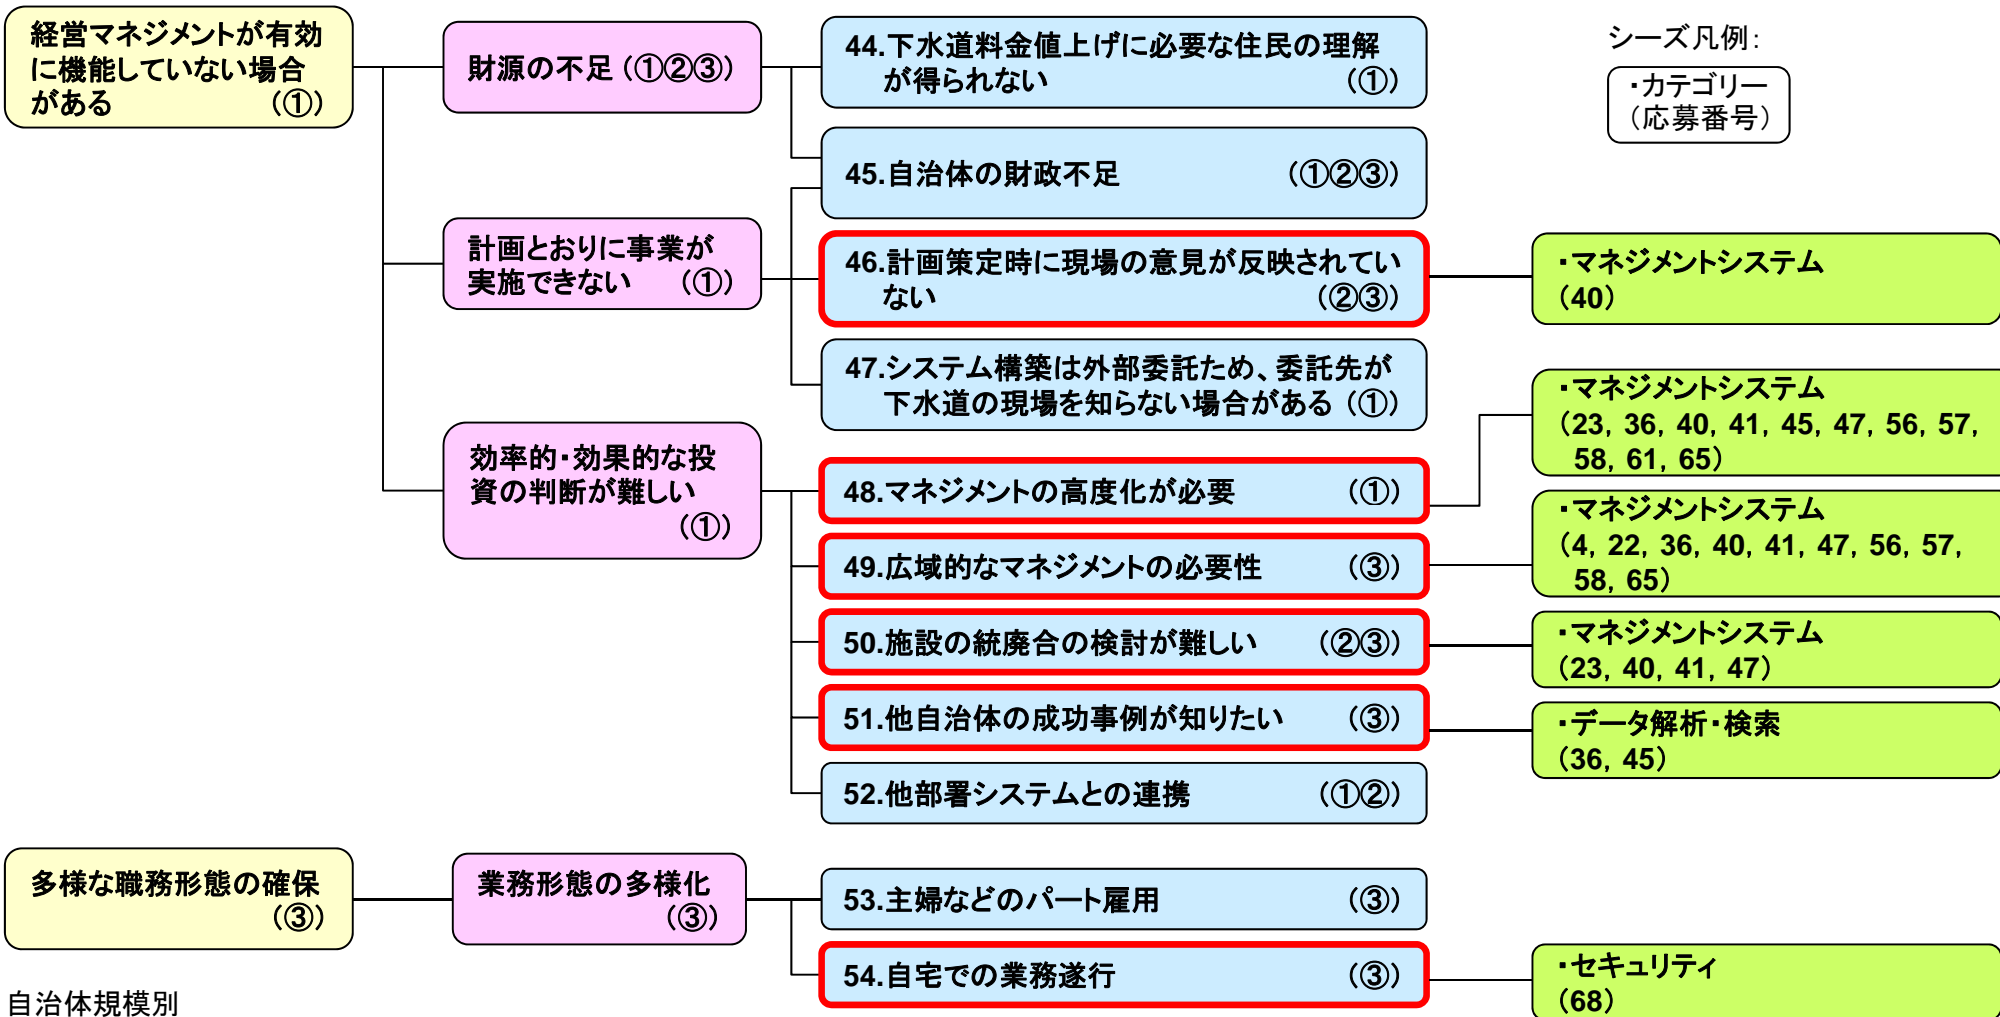 経営マネジメントが有効
に機能していない場合
がある （①）
財源の不足（①②③）
44.下水道料金値上げに必要な住民の理解
が得られない （①）
45.自治体の財政不足 （①②③）
計画とおりに事業が
実施できない （①）
46.計画策定時に現場の意見が反映されてい
ない （②③）
・マネジメントシステム
（40）
47.システム構築は外部委託ため、委託先が
下水道の現場を知らない場合がある（①）
効率的・効果的な投
資の判断が難しい
（①）
48.マネジメントの高度化が必要 （①）
・マネジメントシステム
（23, 36, 40, 41, 45, 47, 56, 57,
58, 61, 65）
49.広域的なマネジメントの必要性 （③）
・マネジメントシステム
（4, 22, 36, 40, 41, 47, 56, 57,
58, 65）
50.施設の統廃合の検討が難しい （②③）
・マネジメントシステム
（23, 40, 41, 47）
51.他自治体の成功事例が知りたい （③）
・データ解析・検索
（36, 45）
52.他部署システムとの連携 （①②）
多様な職務形態の確保
（③）
業務形態の多様化
（③）
53.主婦などのパート雇用 （③）
54.自宅での業務遂行 （③）
・セキュリティ
（68）
シーズ凡例：
・カテゴリー
（応募番号）
自治体規模別